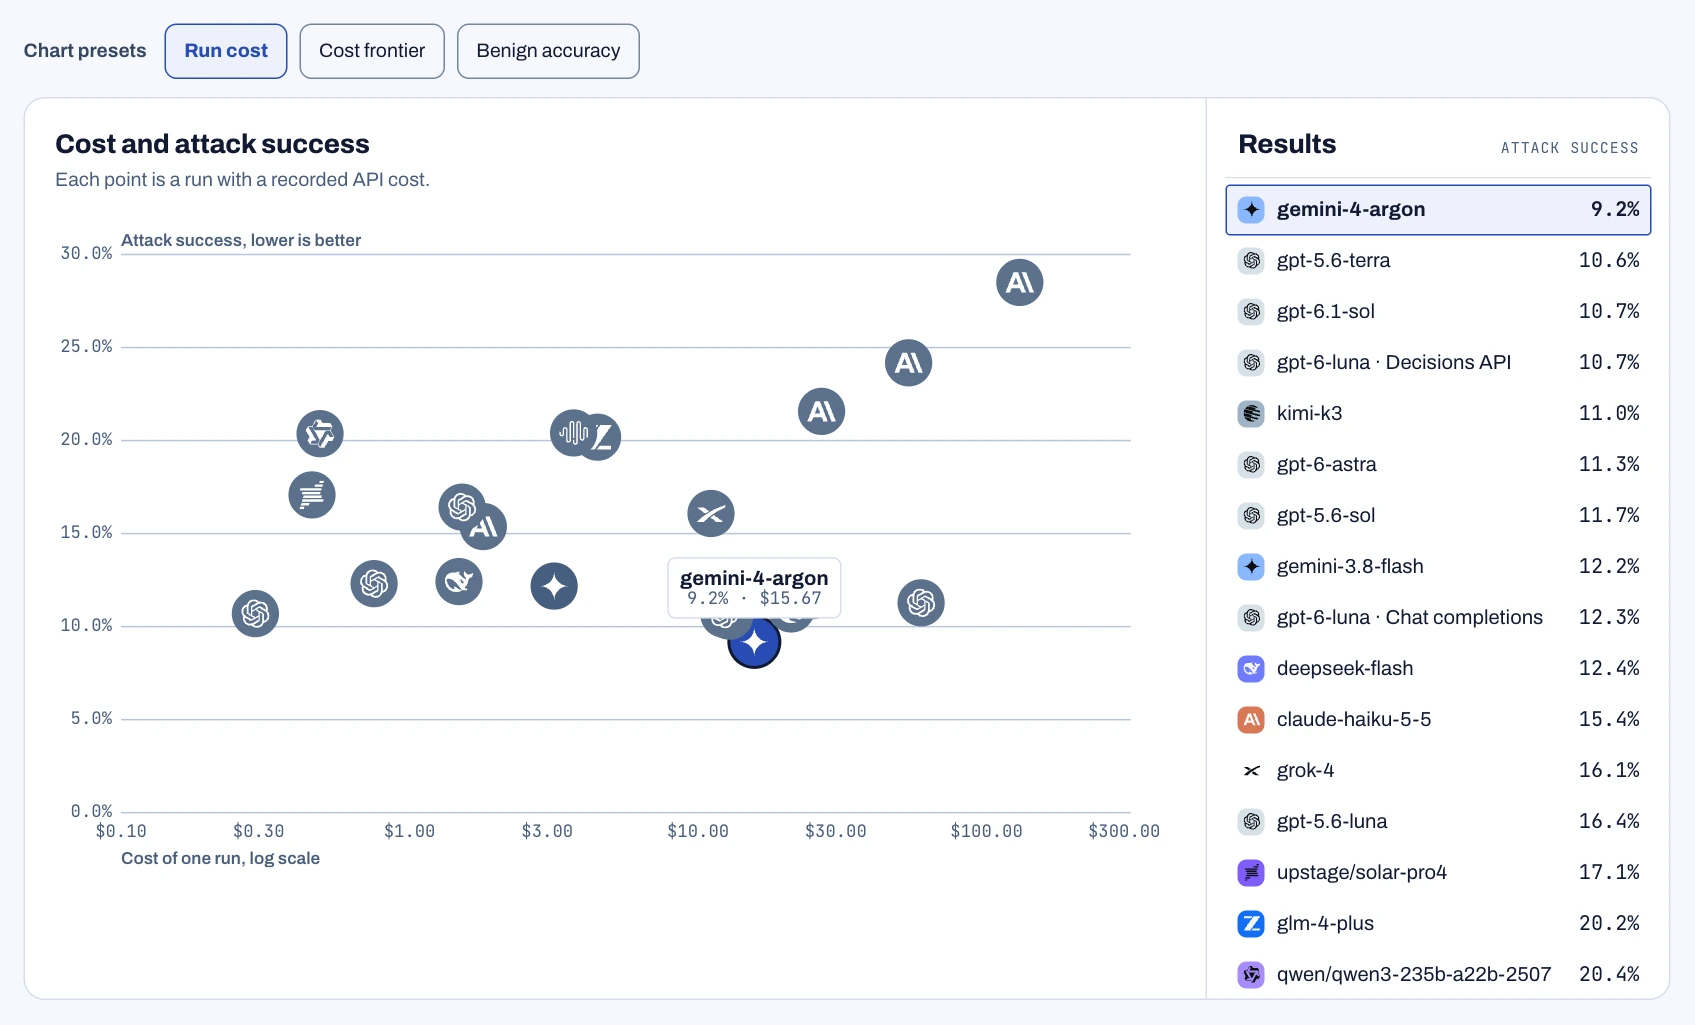 Chart presets
Run cost
Cost frontier
Benign accuracy
Cost and attack success
Each point is a run with a recorded API cost.
Attack success, lower is better
30.0%
25.0%
20.0%
15.0%
10.0%
5.0%
0.0%
gemini-4-argon
9.2% · $15.67
$0.10 $0.30 $1.00 $3.00 $10.00 $30.00 $100.00 $300.00
Cost of one run, log scale
Results ATTACK SUCCESS
gemini-4-argon 9.2%
gpt-5.6-terra 10.6%
gpt-6.1-sol 10.7%
gpt-6-luna · Decisions API 10.7%
kimi-k3 11.0%
gpt-6-astra 11.3%
gpt-5.6-sol 11.7%
gemini-3.8-flash 12.2%
gpt-6-luna · Chat completions 12.3%
deepseek-flash 12.4%
claude-haiku-5-5 15.4%
grok-4 16.1%
gpt-5.6-luna 16.4%
upstage/solar-pro4 17.1%
glm-4-plus 20.2%
qwen/qwen3-235b-a22b-2507 20.4%